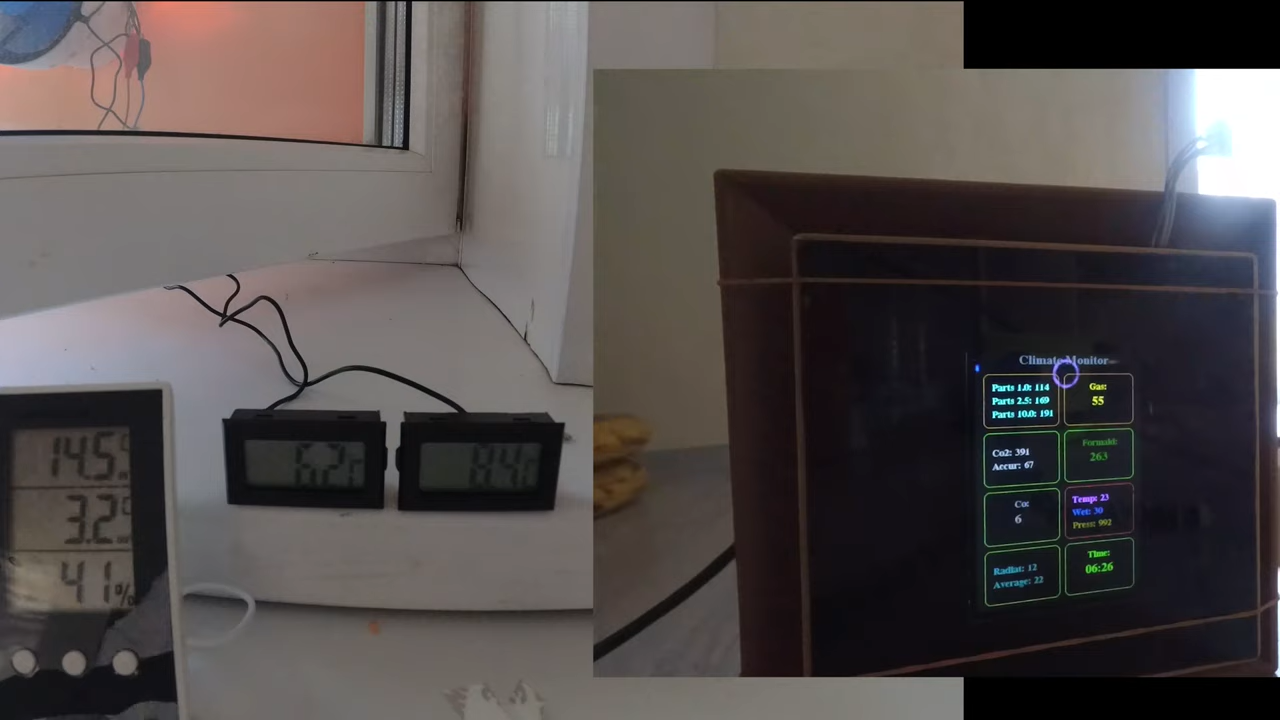 14.5
3.2
41%
6.2
Climate Monitor
Parts 1.0: 114
Parts 2.5: 169
Parts 10.0: 191
Gas:
55
Co2: 391
Accur: 67
Formald:
263
Co:
6
Temp: 23
Wet: 30
Press: 992
Radiat: 12
Average: 22
Time:
06:26